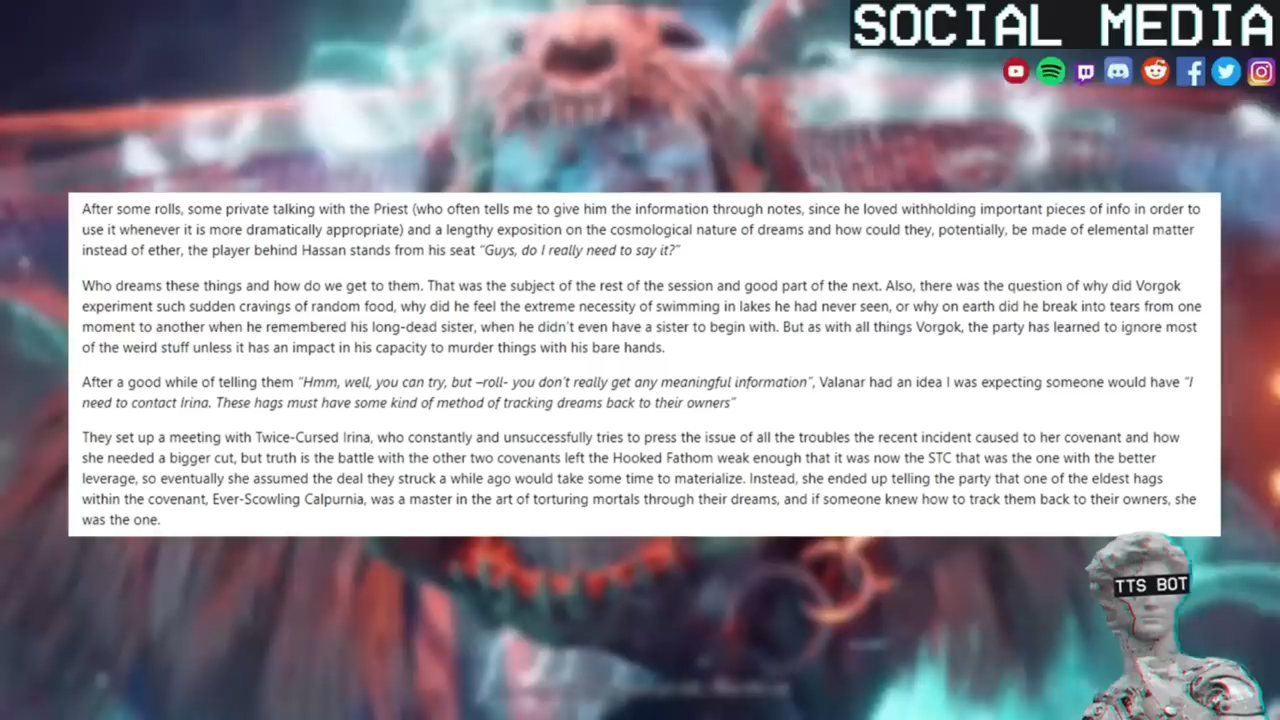 SOCIAL MEDIA
After some rolls, some private talking with the Priest (who often tells me to give him the information through notes, since he loved withholding important pieces of info in order to
use it whenever it is more dramatically appropriate) and a lengthy exposition on the cosmological nature of dreams and how could they, potentially, be made of elemental matter
instead of ether, the player behind Hassan stands from his seat “Guys, do I really need to say it?”
Who dreams these things and how do we get to them. That was the subject of the rest of the session and good part of the next. Also, there was the question of why did Vorgok
experiment such sudden cravings of random food, why did he feel the extreme necessity of swimming in lakes he had never seen, or why on earth did he break into tears from one
moment to another when he remembered his long-dead sister, when he didn’t even have a sister to begin with. But as with all things Vorgok, the party has learned to ignore most
of the weird stuff unless it has an impact in his capacity to murder things with his bare hands.
After a good while of telling them “Hmm, well, you can try, but –roll- you don’t really get any meaningful information”, Valanar had an idea I was expecting someone would have “I
need to contact Irina. These hags must have some kind of method of tracking dreams back to their owners”
They set up a meeting with Twice-Cursed Irina, who constantly and unsuccessfully tries to press the issue of all the troubles the recent incident caused to her covenant and how
she needed a bigger cut, but truth is the battle with the other two covenants left the Hooked Fathom weak enough that it was now the STC that was the one with the better
leverage, so eventually she assumed the deal they struck a while ago would take some time to materialize. Instead, she ended up telling the party that one of the eldest hags
within the covenant, Ever-Scowling Calpurnia, was a master in the art of torturing mortals through their dreams, and if someone knew how to track them back to their owners, she
was the one.
TTS BOT